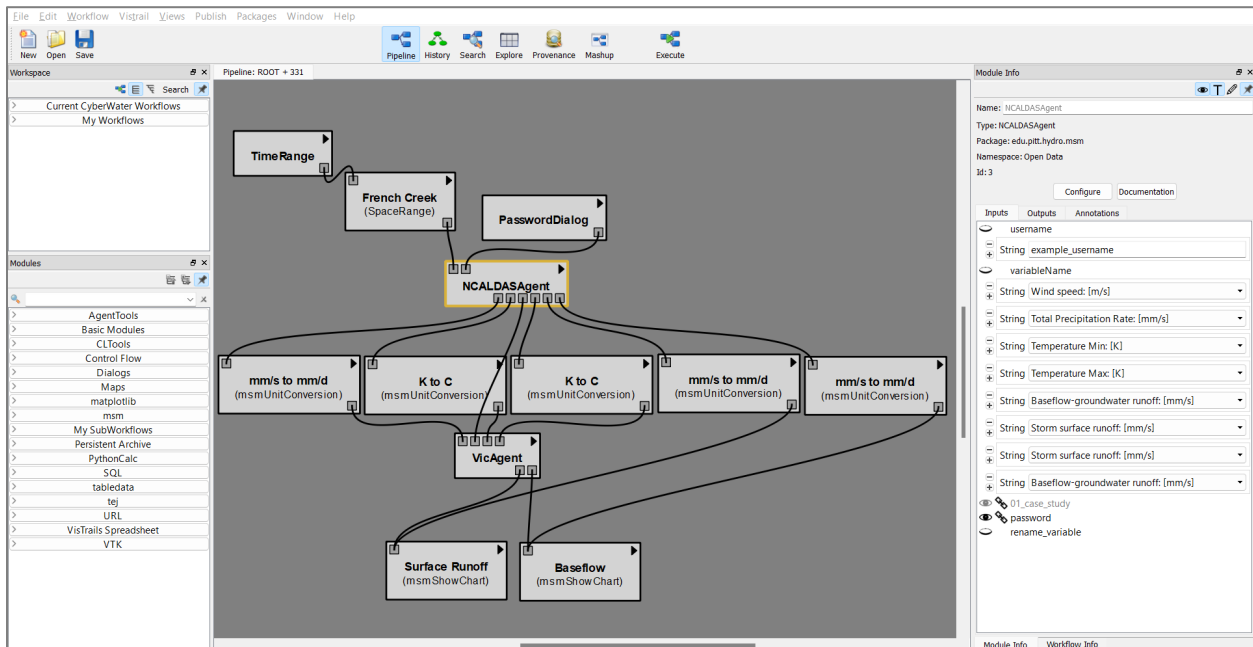 File Edit Workflow Vistrail Views Publish Packages Window Help
New Open Save Pipeline History Search Explore Provenance Mashup Execute
Workspace
Search
Current CyberWater Workflows
My Workflows
Modules
AgentTools
Basic Modules
CLTools
Control Flow
Dialogs
Maps
matplotlib
msm
My SubWorkflows
Persistent Archive
PythonCalc
SQL
tabledata
tej
URL
VisTrails Spreadsheet
VTK
Pipeline: ROOT + 331
TimeRange
French Creek
(SpaceRange)
PasswordDialog
NCALDASAgent
mm/s to mm/d
(msmUnitConversion)
K to C
(msmUnitConversion)
K to C
(msmUnitConversion)
mm/s to mm/d
(msmUnitConversion)
mm/s to mm/d
(msmUnitConversion)
VicAgent
Surface Runoff
(msmShowChart)
Baseflow
(msmShowChart)
Module Info
Name: NCALDASAgent
Type: NCALDASAgent
Package: edu.pitt.hydro.msm
Namespace: Open Data
Id: 3
Configure Documentation
Inputs Outputs Annotations
username
String example_username
variableName
String Wind speed: [m/s]
String Total Precipitation Rate: [mm/s]
String Temperature Min: [K]
String Temperature Max: [K]
String Baseflow-groundwater runoff: [mm/s]
String Storm surface runoff: [mm/s]
String Storm surface runoff: [mm/s]
String Baseflow-groundwater runoff: [mm/s]
01_case_study
password
rename_variable
Module Info Workflow Info